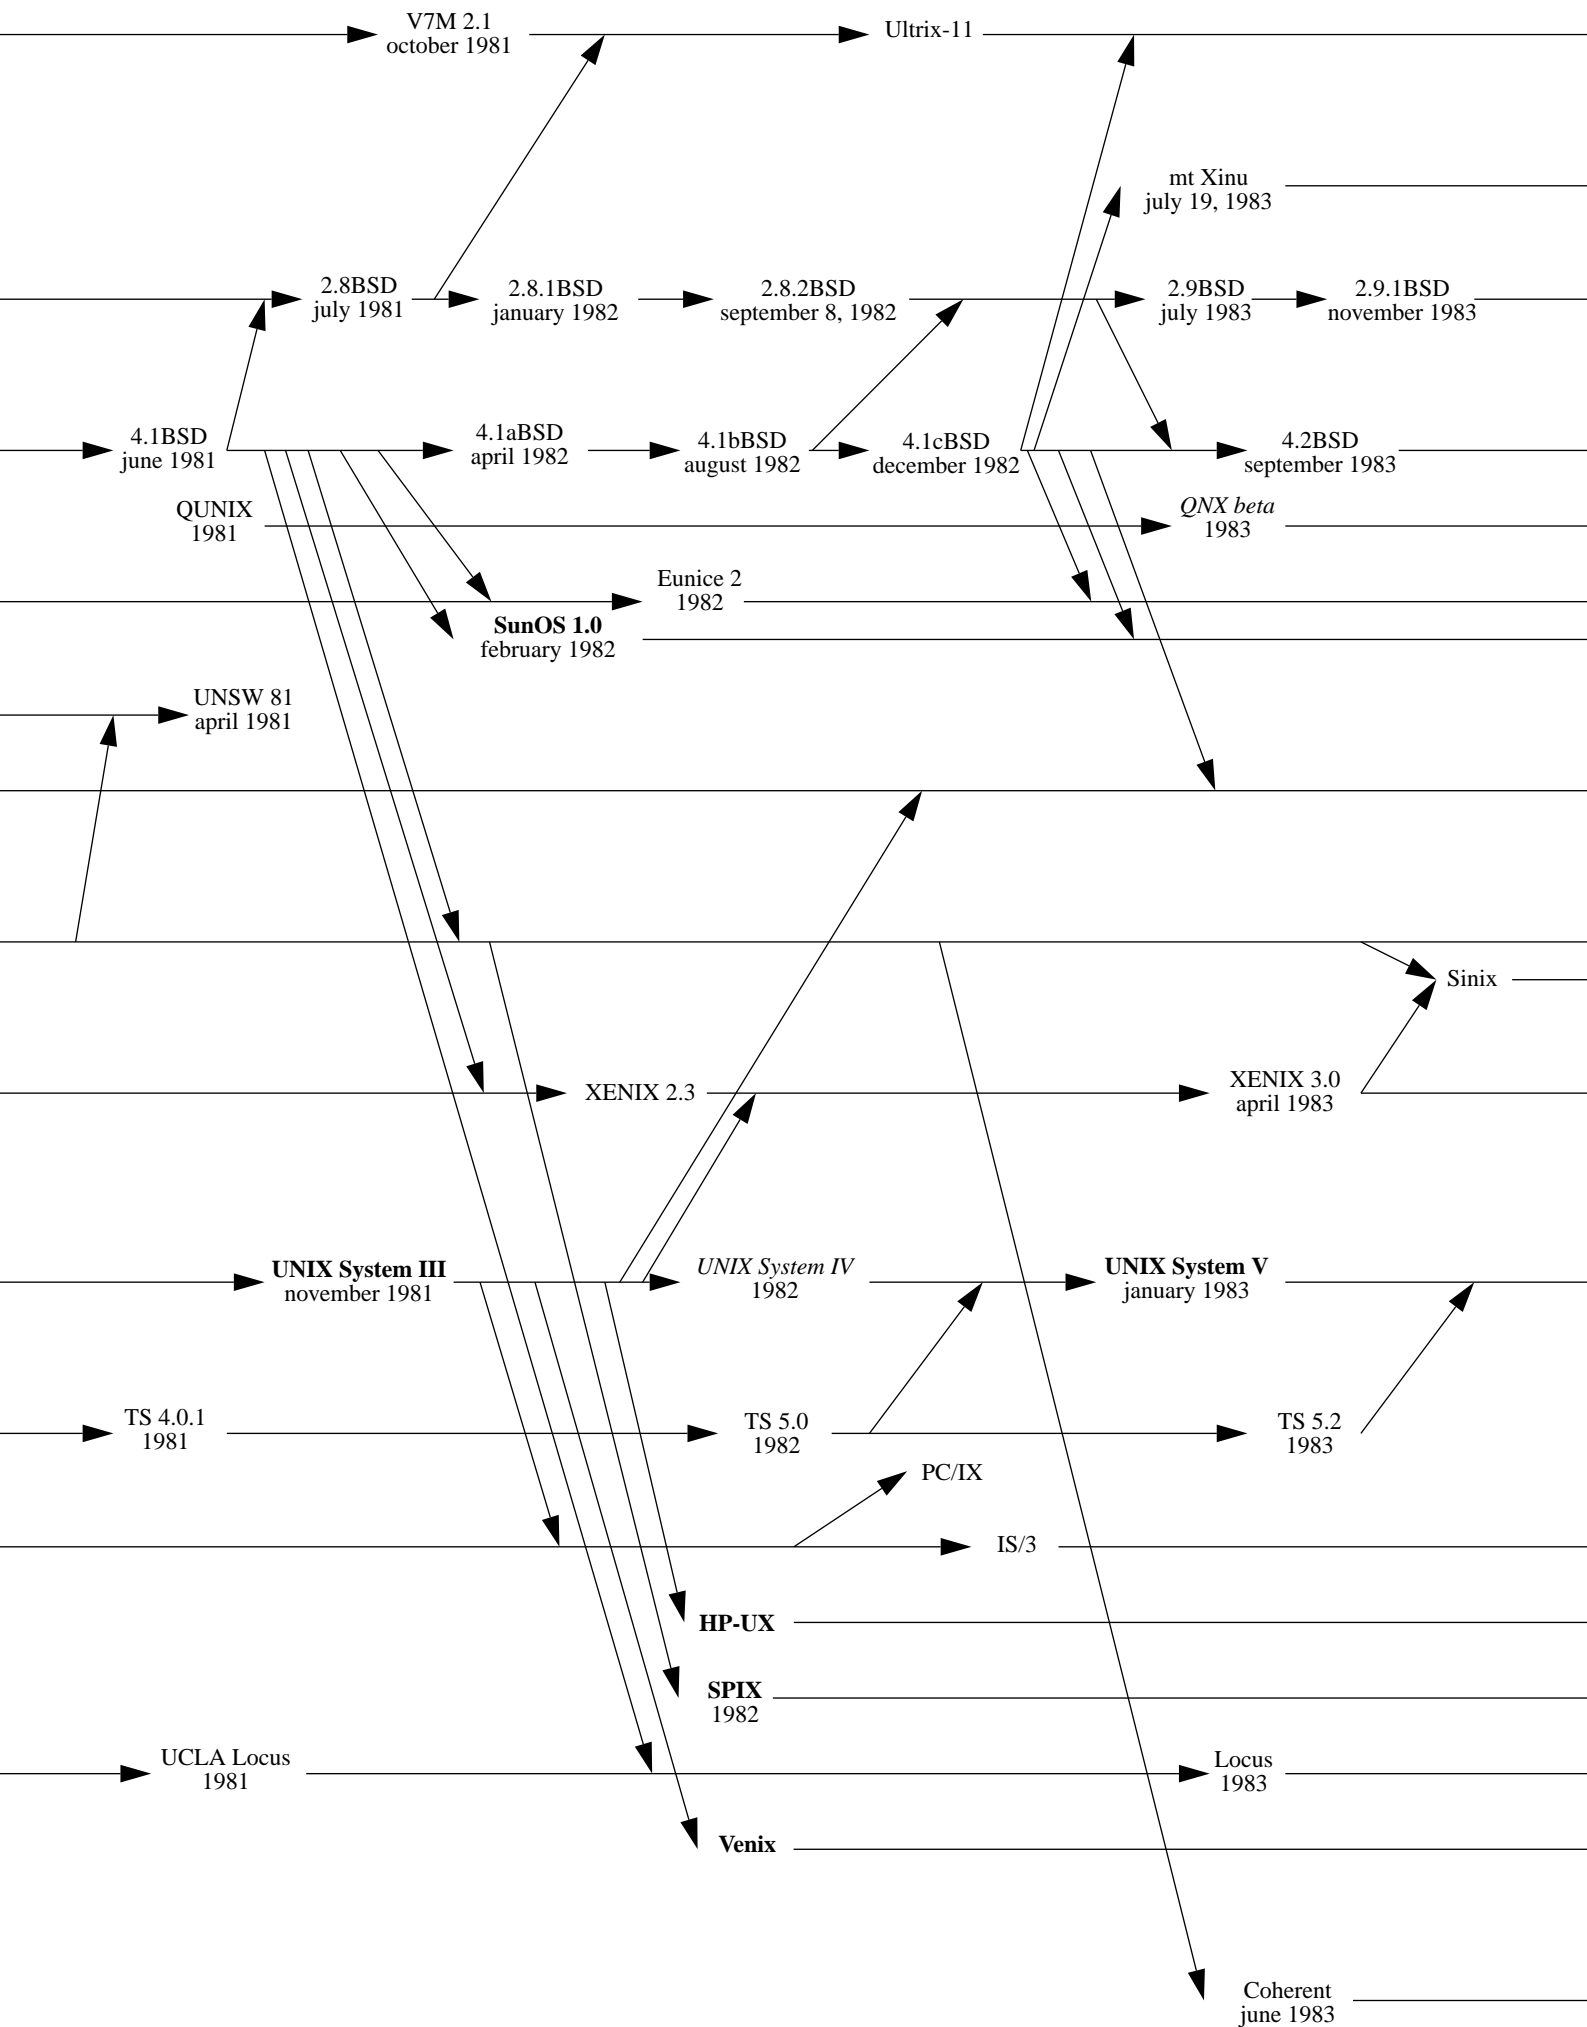 V7M 2.1
october 1981
Ultrix-11
mt Xinu
july 19, 1983
2.8BSD
july 1981
2.8.1BSD
january 1982
2.8.2BSD
september 8, 1982
2.9BSD
july 1983
2.9.1BSD
november 1983
4.1BSD
june 1981
4.1aBSD
april 1982
4.1bBSD
august 1982
4.1cBSD
december 1982
4.2BSD
september 1983
QUNIX
1981
QNX beta
1983
Eunice 2
1982
SunOS 1.0
february 1982
UNSW 81
april 1981
Sinix
XENIX 2.3
XENIX 3.0
april 1983
UNIX System III
november 1981
UNIX System IV
1982
UNIX System V
january 1983
TS 4.0.1
1981
TS 5.0
1982
TS 5.2
1983
PC/IX
IS/3
HP-UX
SPIX
1982
UCLA Locus
1981
Locus
1983
Venix
Coherent
june 1983